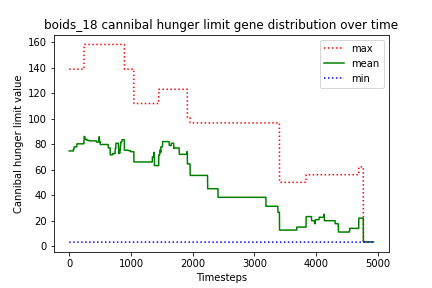 boids_18 cannibal hunger limit gene distribution over time
Cannibal hunger limit value
160
140
120
100
80
60
40
20
0
max
mean
min
0
1000
2000
3000
4000
5000
Timesteps